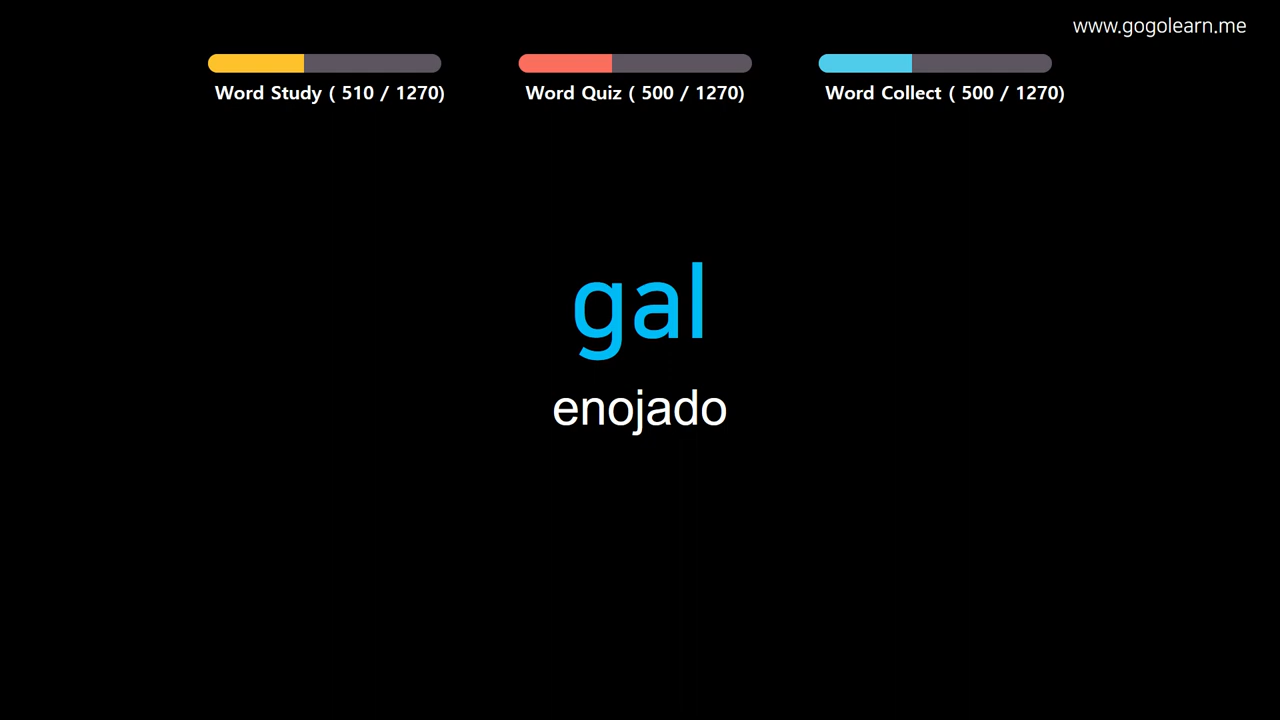 www.gogolearn.me
Word Study ( 510 / 1270)
Word Quiz ( 500 / 1270)
Word Collect ( 500 / 1270)
gal
enojado